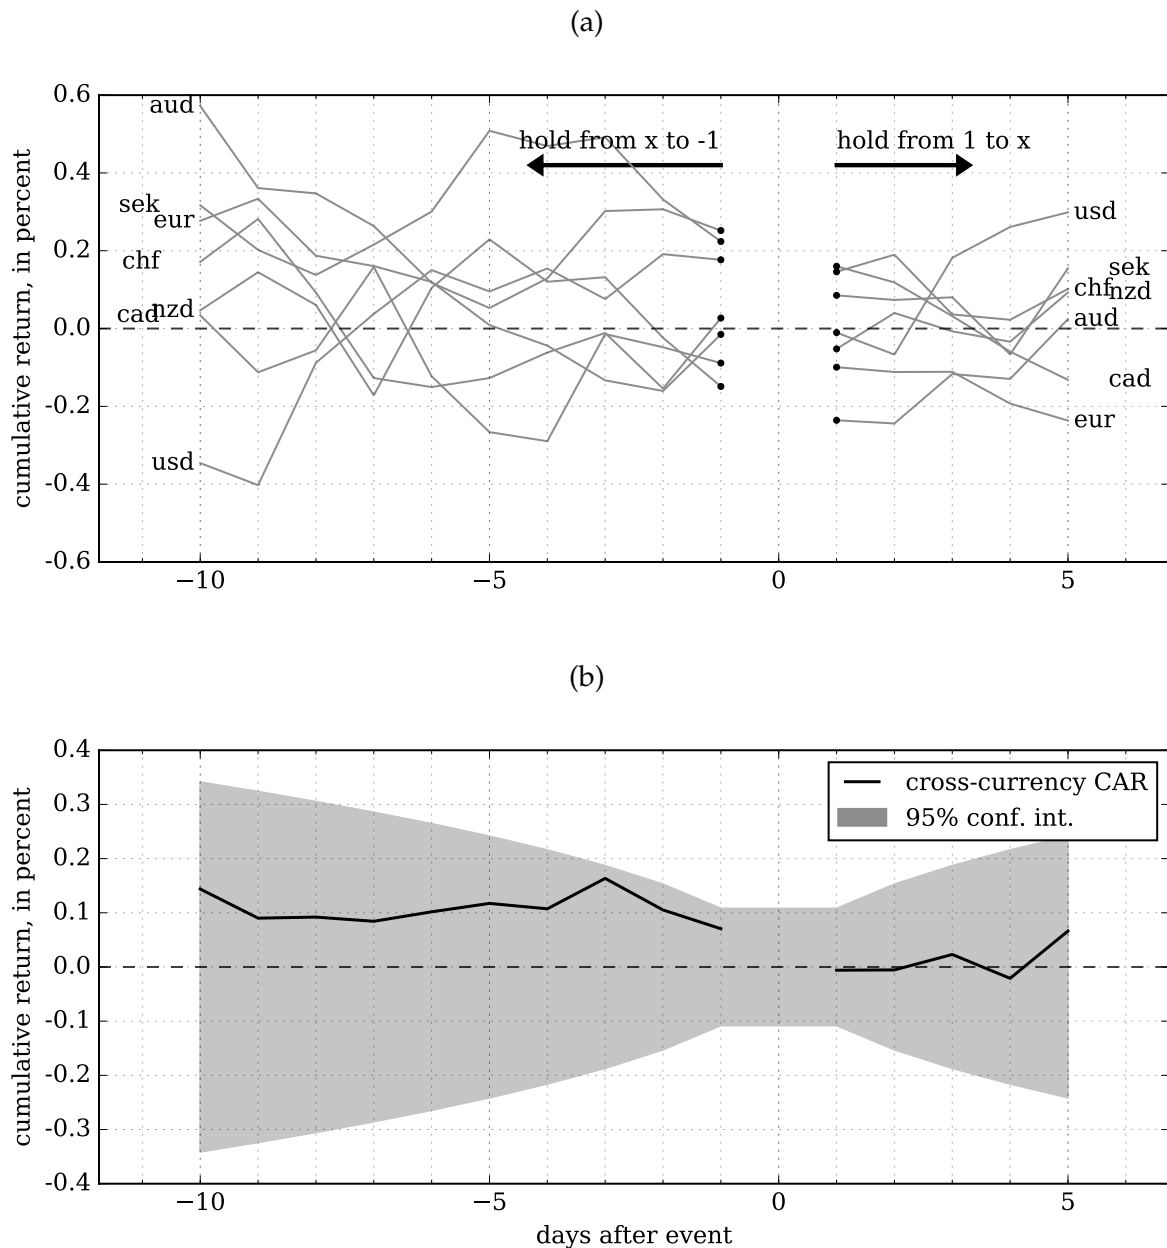 (a)
cumulative return, in percent
0.6
0.4
0.2
0.0
-0.2
-0.4
-0.6
aud
sek
eur
chf
nzd
cad
usd
hold from x to -1
hold from 1 to x
usd
sek
chf
nzd
aud
cad
eur
−10
−5
0
5
(b)
cumulative return, in percent
0.4
0.3
0.2
0.1
0.0
-0.1
-0.2
-0.3
-0.4
cross-currency CAR
95% conf. int.
−10
−5
0
5
days after event